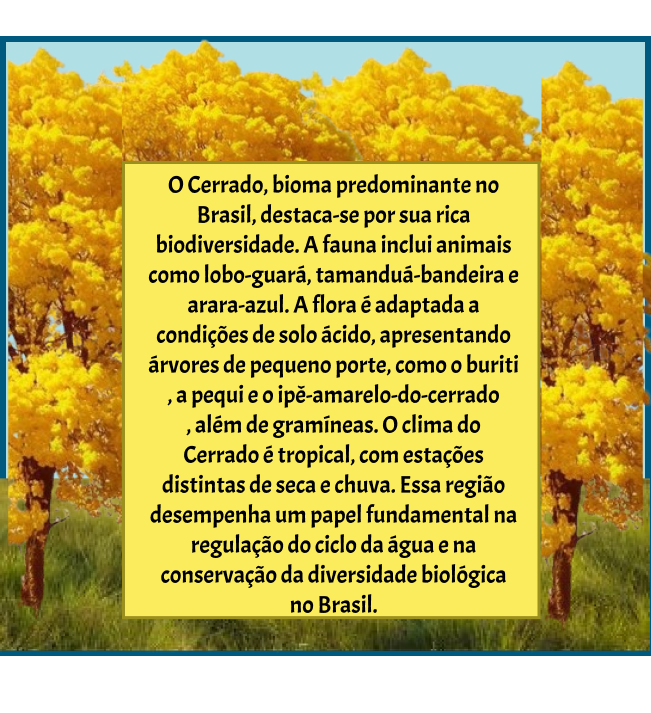 O Cerrado, bioma predominante no
Brasil, destaca-se por sua rica
biodiversidade. A fauna inclui animais
como lobo-guará, tamanduá-bandeira e
arara-azul. A flora é adaptada a
condições de solo ácido, apresentando
árvores de pequeno porte, como o buriti
, a pequi e o ipê-amarelo-do-cerrado
, além de gramíneas. O clima do
Cerrado é tropical, com estações
distintas de seca e chuva. Essa região
desempenha um papel fundamental na
regulação do ciclo da água e na
conservação da diversidade biológica
no Brasil.